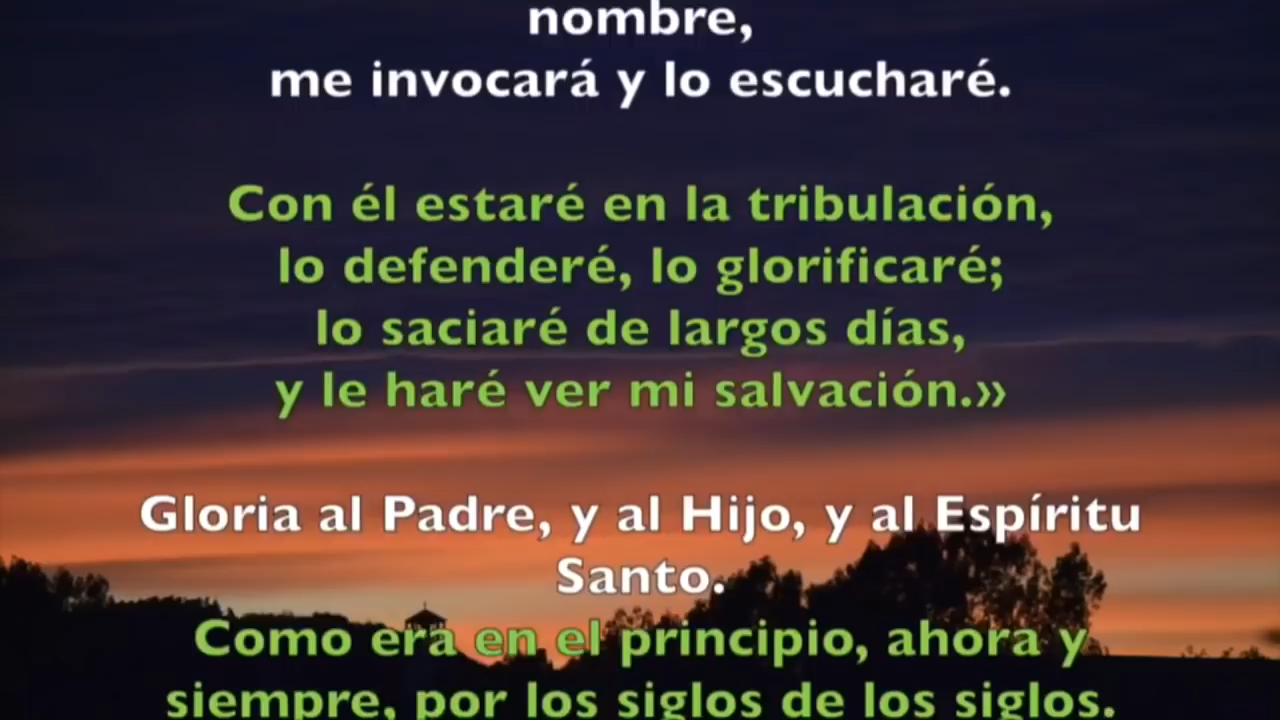 nombre,
me invocará y lo escucharé.
Con él estaré en la tribulación,
lo defenderé, lo glorificaré;
lo saciaré de largos días,
y le haré ver mi salvación.»
Gloria al Padre, y al Hijo, y al Espíritu
Santo.
Como era en el principio, ahora y
siempre, por los siglos de los siglos.